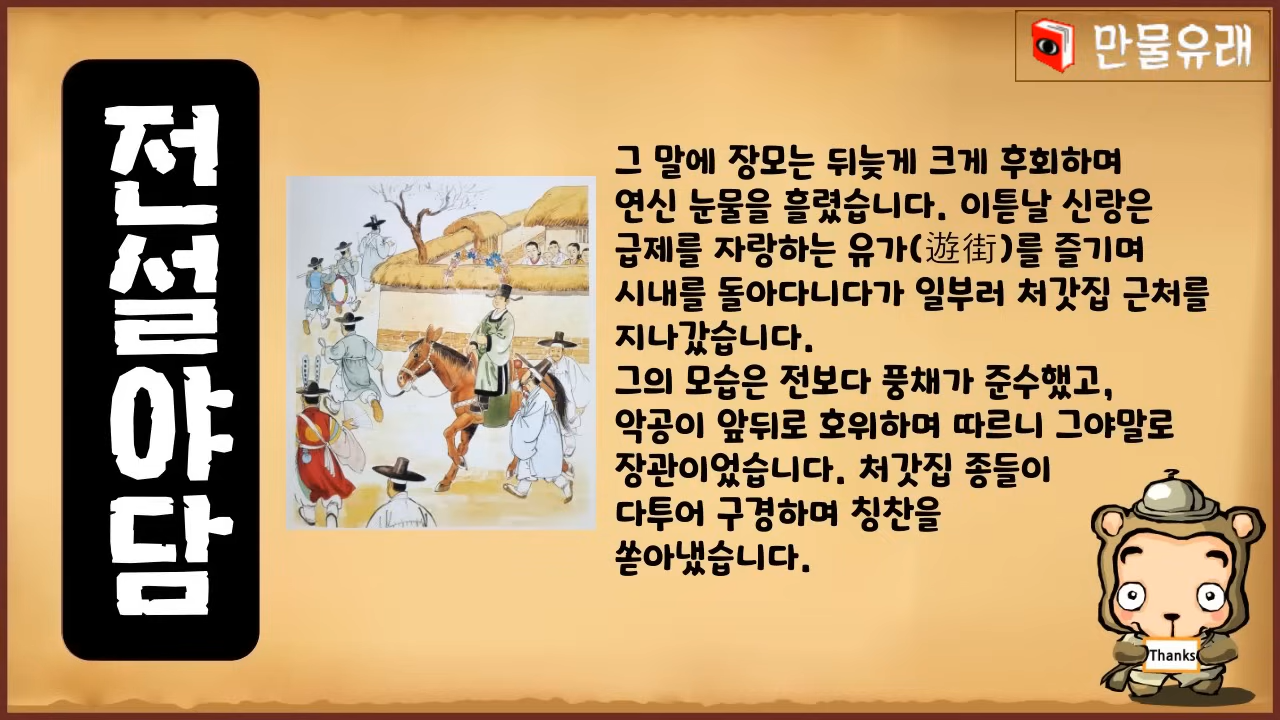 만물유래
전설야담
그 말에 장모는 뒤늦게 크게 후회하며
연신 눈물을 흘렸습니다. 이튿날 신랑은
급제를 자랑하는 유가(遊街)를 즐기며
시내를 돌아다니다가 일부러 처갓집 근처를
지나갔습니다.
그의 모습은 전보다 풍채가 준수했고,
악공이 앞뒤로 호위하며 따르니 그야말로
장관이었습니다. 처갓집 종들이
다투어 구경하며 칭찬을
쏟아냈습니다.
Thanks